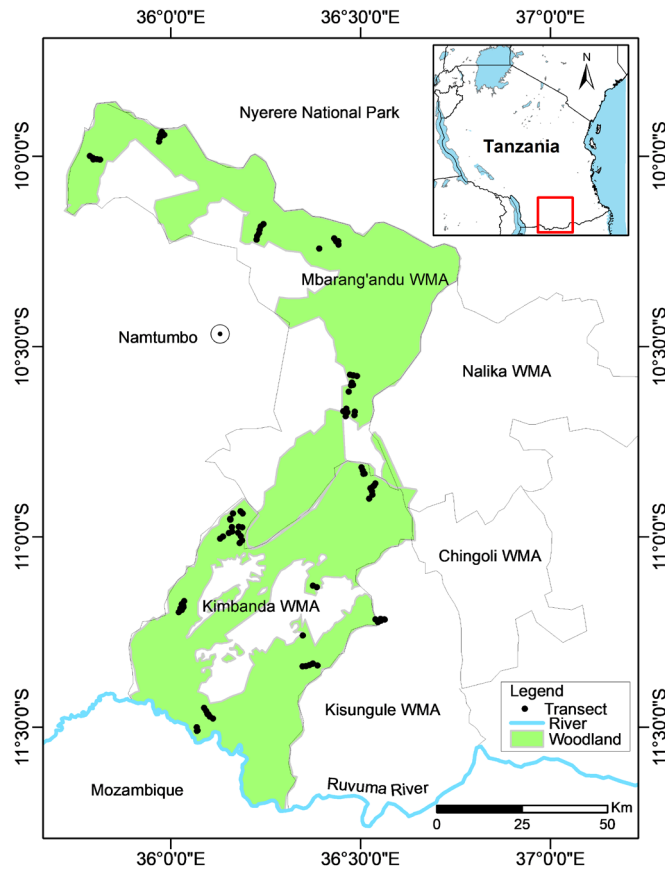 36°0'0"E 36°30'0"E 37°0'0"E
N
Nyerere National Park
Tanzania
10°0'0"S
10°0'0"S
Mbarang'andu WMA
Namtumbo
10°30'0"S
10°30'0"S
Nalika WMA
11°0'0"S
11°0'0"S
Chingoli WMA
Kimbanda WMA
Kisungule WMA
Legend
Transect
River
Woodland
11°30'0"S
11°30'0"S
Mozambique
Ruvuma River
Km
0 25 50
36°0'0"E 36°30'0"E 37°0'0"E